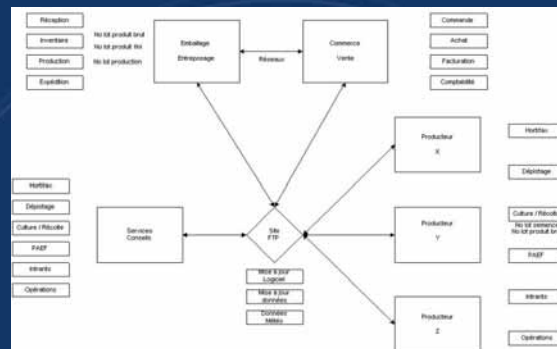 Réception
Inventaire
Production
Expédition
No lot produit brut
No lot produit fini
No lot production
Emballage
Entreposage
Réseaux
Commerce
Vente
Commande
Achat
Facturation
Comptabilité
Producteur
X
Hortifac
Dépistage
Hortifac
Dépistage
Culture / Récolte
PAEF
Intrants
Opérations
Services
Conseils
Site
FTP
Producteur
Y
Culture / Récolte
No lot semence
No lot produit brut
PAEF
Mise à jour
Logiciel
Mise à jour
données
Données
Météo
Producteur
Z
Intrants
Opérations